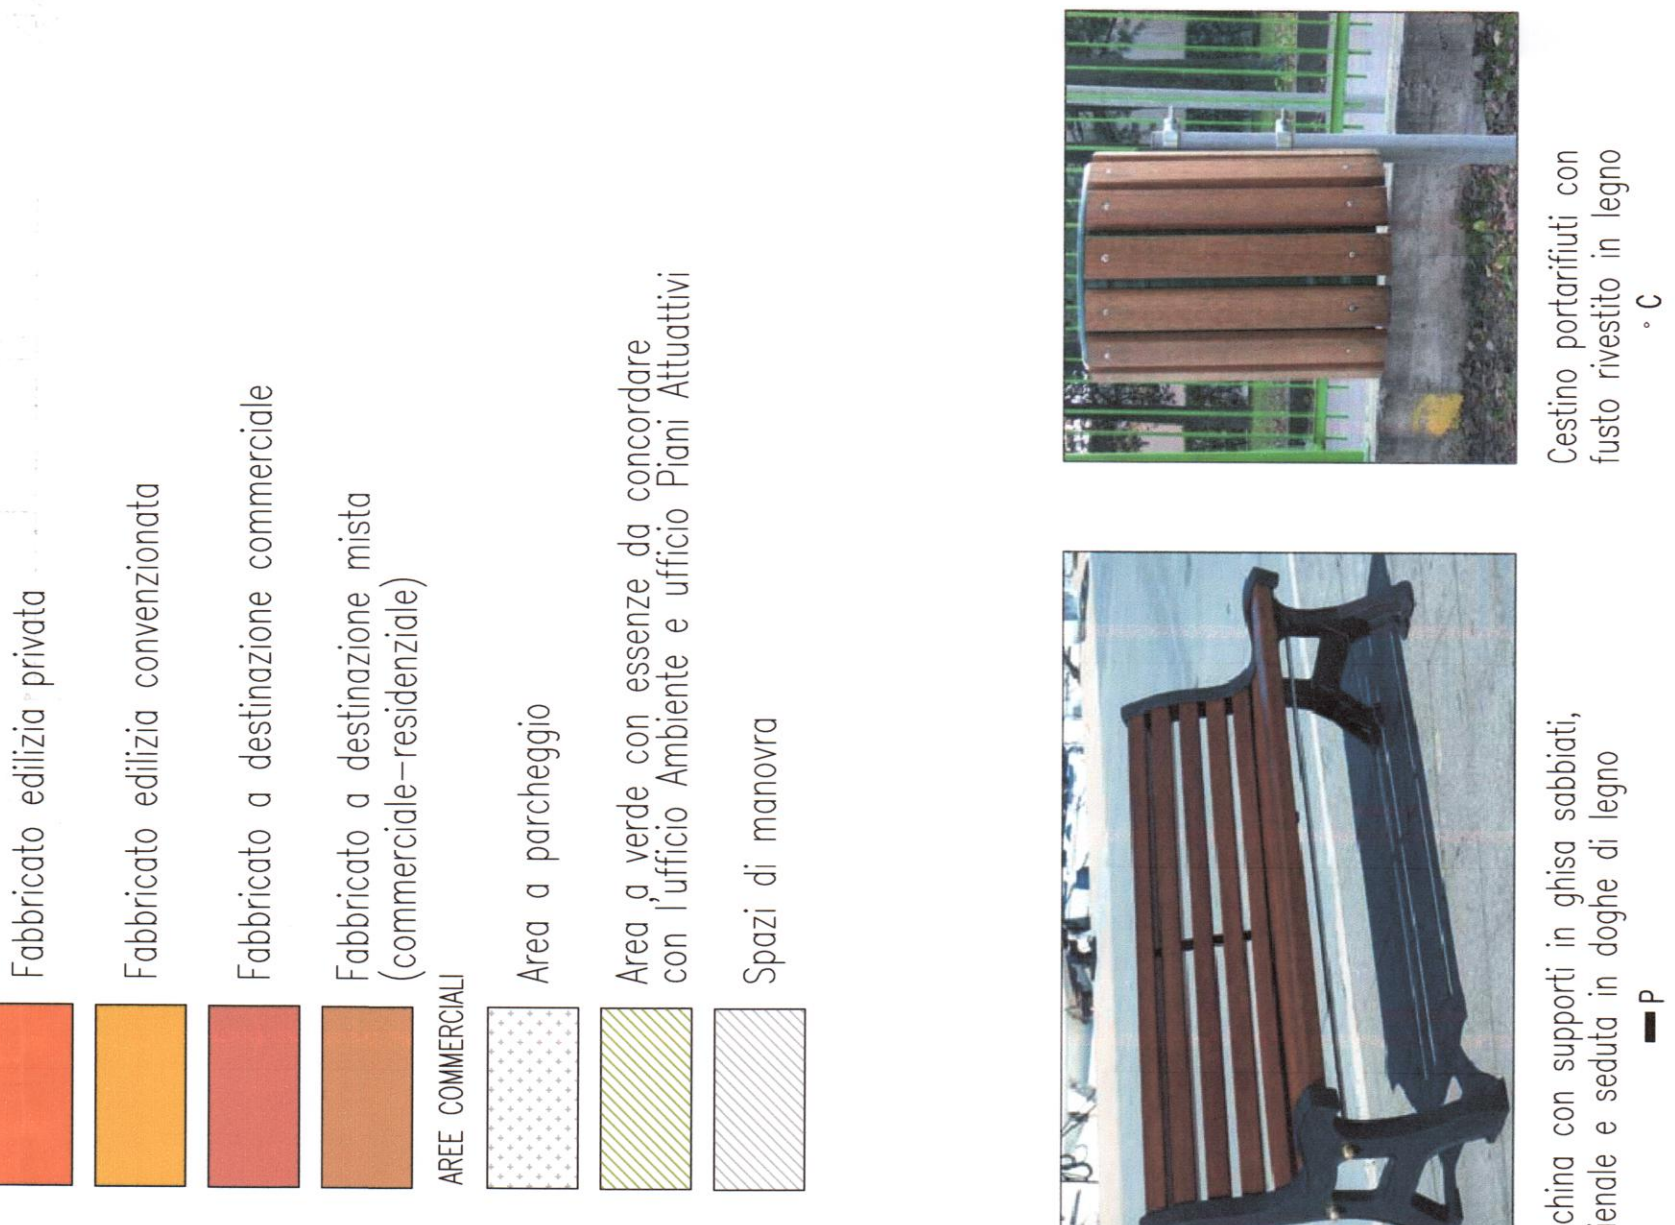 Fabbricato edilizia privata
Fabbricato edilizia convenzionata
Fabbricato a destinazione commerciale
Fabbricato a destinazione mista
(commerciale-residenziale)
AREE COMMERCIALI
Area a parcheggio
Area a verde con essenze da concordare
con l'ufficio Ambiente e ufficio Piani Attuattivi
Spazi di manovra
china con supporti in ghisa sabbiati,
ienale e seduta in doghe di legno
P
Cestino portarifiuti con
fusto rivestito in legno
° C